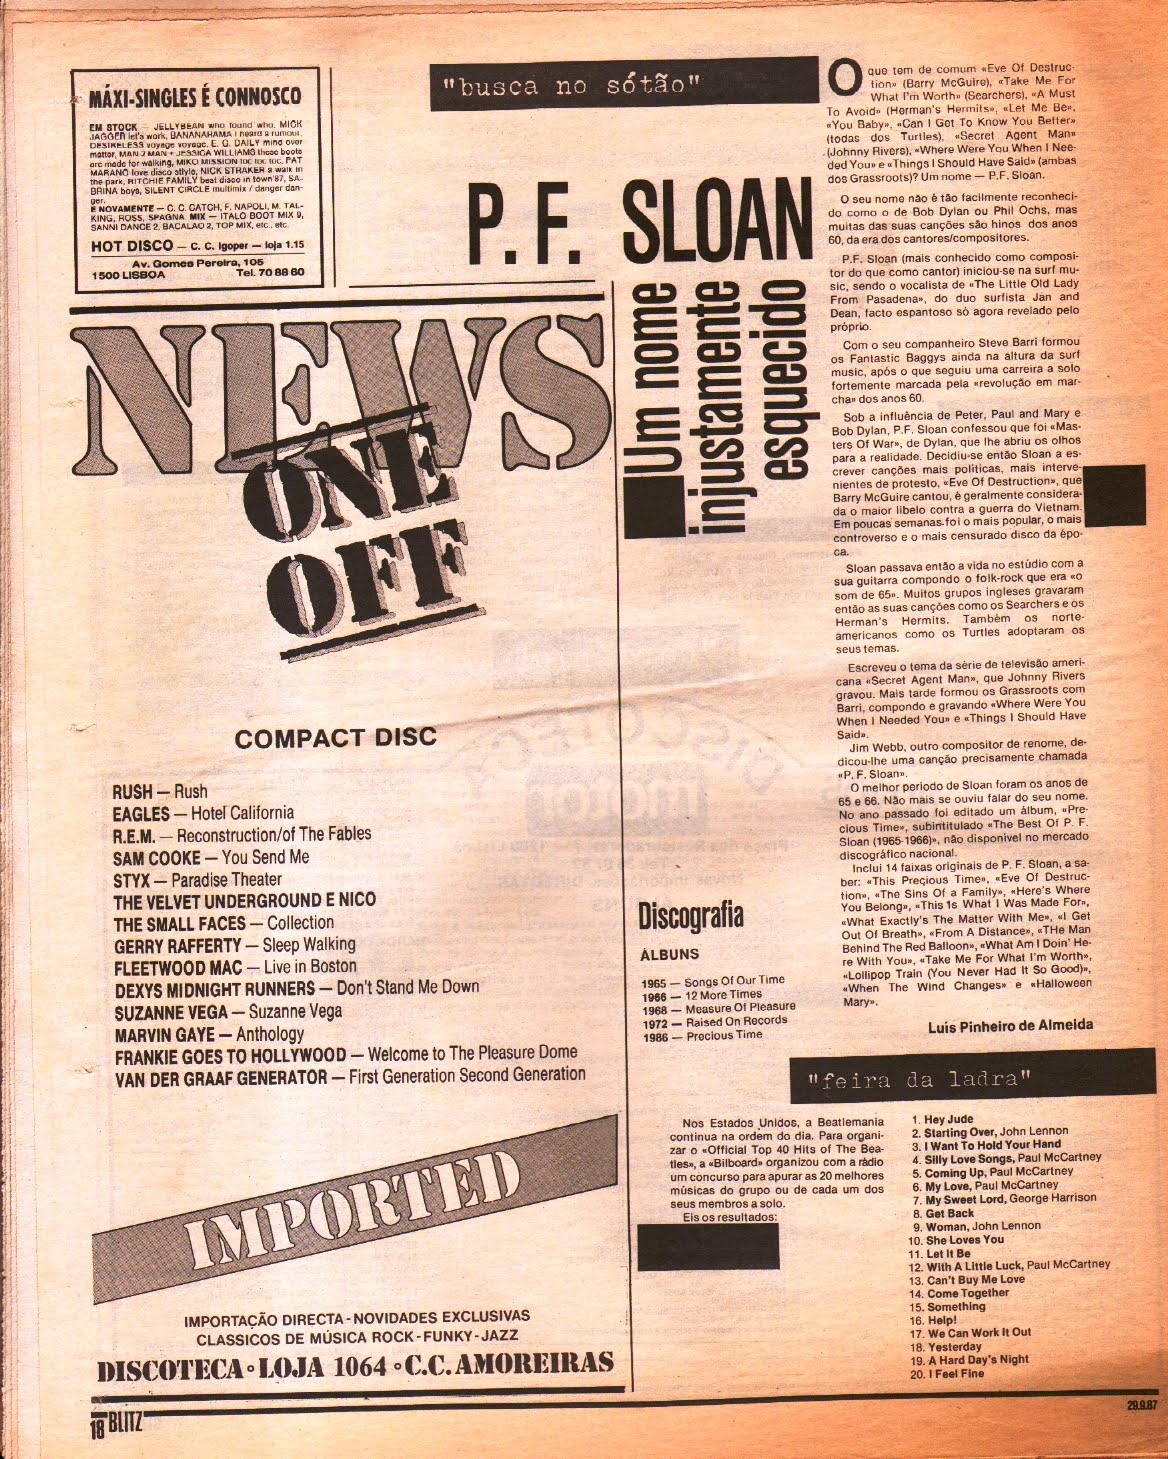 MÁXI-SINGLES É CONNOSCO
EM STOCK — JELLYBEAN who found who, MICK
JAGGER let's work, BANANAHAMA I heard a rumour,
DESIRELESS voyage voyage, E. G. DAILY mind over
matter, MAN 2 MAN + JESSICA WILLIAMS these boots
are made for walking, MIKO MISSION toc toc toc, PAT
MARANO love disco style, NICK STRAKER a walk in
the park, RITCHIE FAMILY best disco in town'87, SA-
BRINA boys, SILENT CIRCLE multimix / danger dan-
ger.
E NOVAMENTE — C. C. CATCH, F. NAPOLI, M. TAL-
KING, ROSS, SPAGNA. MIX — ITALO BOOT MIX 9,
SANNI DANCE 2, BACALAO 2, TOP MIX, etc., etc.
HOT DISCO — C. C. Igoper — loja 1.15
Av. Gomes Pereira, 105
1500 LISBOA Tel. 70 88 60
NEWS
ONE
OFF
COMPACT DISC
RUSH — Rush
EAGLES — Hotel California
R.E.M. — Reconstruction/of The Fables
SAM COOKE — You Send Me
STYX — Paradise Theater
THE VELVET UNDERGROUND E NICO
THE SMALL FACES — Collection
GERRY RAFFERTY — Sleep Walking
FLEETWOOD MAC — Live in Boston
DEXYS MIDNIGHT RUNNERS — Don't Stand Me Down
SUZANNE VEGA — Suzanne Vega
MARVIN GAYE — Anthology
FRANKIE GOES TO HOLLYWOOD — Welcome to The Pleasure Dome
VAN DER GRAAF GENERATOR — First Generation Second Generation
IMPORTED
IMPORTAÇÃO DIRECTA - NOVIDADES EXCLUSIVAS
CLASSICOS DE MÚSICA ROCK - FUNKY - JAZZ
DISCOTECA • LOJA 1064 • C.C. AMOREIRAS
"busca no sótão"
P.F. SLOAN
Um nome
injustamente
esquecido
O que tem de comum «Eve Of Destruc-
tion» (Barry McGuire), «Take Me For
What I'm Worth» (Searchers), «A Must
To Avoid» (Herman's Hermits», «Let Me Be»,
«You Baby», «Can I Get To Know You Better»
(todas dos Turtles), «Secret Agent Man»
(Johnny Rivers), «Where Were You When I Nee-
ded You» e «Things I Should Have Said» (ambas
dos Grassroots)? Um nome — P.F. Sloan.
O seu nome não é tão facilmente reconheci-
do como o de Bob Dylan ou Phil Ochs, mas
muitas das suas canções são hinos dos anos
60, da era dos cantores/compositores.
P.F. Sloan (mais conhecido como composi-
tor do que como cantor) iniciou-se na surf mu-
sic, sendo o vocalista de «The Little Old Lady
From Pasadena», do duo surfista Jan and
Dean, facto espantoso só agora revelado pelo
próprio.
Com o seu companheiro Steve Barri formou
os Fantastic Baggys ainda na altura da surf
music, após o que seguiu uma carreira a solo
fortemente marcada pela «revolução em mar-
cha» dos anos 60.
Sob a influência de Peter, Paul and Mary e
Bob Dylan, P.F. Sloan confessou que foi «Mas-
ters Of War», de Dylan, que lhe abriu os olhos
para a realidade. Decidiu-se então Sloan a es-
crever canções mais politicas, mais interve-
nientes de protesto, «Eve Of Destruction», que
Barry McGuire cantou, é geralmente considera-
da o maior libelo contra a guerra do Vietnam.
Em poucas semanas foi o mais popular, o mais
controverso e o mais censurado disco da épo-
ca.
Sloan passava então a vida no estúdio com a
sua guitarra compondo o folk-rock que era «o
som de 65». Muitos grupos ingleses gravaram
então as suas canções como os Searchers e os
Herman's Hermits. Também os norte-
americanos como os Turtles adoptaram os
seus temas.
Escreveu o tema da série de televisão ameri-
cana «Secret Agent Man», que Johnny Rivers
gravou. Mais tarde formou os Grassroots com
Barri, compondo e gravando «Where Were You
When I Needed You» e «Things I Should Have
Said».
Jim Webb, outro compositor de renome, de-
dicou-lhe uma canção precisamente chamada
«P. F. Sloan».
O melhor periodo de Sloan foram os anos de
65 e 66. Não mais se ouviu falar do seu nome.
No ano passado foi editado um álbum, «Pre-
cious Time», subintitulado «The Best Of P. F.
Sloan (1965-1966)», não disponivel no mercado
discográfico nacional.
Inclui 14 faixas originais de P. F. Sloan, a sa-
ber: «This Precious Time», «Eve Of Destruc-
tion», «The Sins Of a Family», «Here's Where
You Belong», «This Is What I Was Made For»,
«What Exactly's The Matter With Me», «I Get
Out Of Breath», «From A Distance», «THe Man
Behind The Red Balloon», «What Am I Doin' He-
re With You», «Take Me For What I'm Worth»,
«Lollipop Train (You Never Had It So Good)»,
«When The Wind Changes» e «Halloween
Mary».
Luís Pinheiro de Almeida
Discografia
ÁLBUNS
1965 — Songs Of Our Time
1966 — 12 More Times
1968 — Measure Of Pleasure
1972 — Raised On Records
1986 — Precious Time
"feira da ladra"
Nos Estados Unidos, a Beatlemania
continua na ordem do dia. Para organi-
zar o «Official Top 40 Hits of The Bea-
tles», a «Bilboard» organizou com a rádio
um concurso para apurar as 20 melhores
músicas do grupo ou de cada um dos
seus membros a solo.
Eis os resultados:
1. Hey Jude
2. Starting Over, John Lennon
3. I Want To Hold Your Hand
4. Silly Love Songs, Paul McCartney
5. Coming Up, Paul McCartney
6. My Love, Paul McCartney
7. My Sweet Lord, George Harrison
8. Get Back
9. Woman, John Lennon
10. She Loves You
11. Let It Be
12. With A Little Luck, Paul McCartney
13. Can't Buy Me Love
14. Come Together
15. Something
16. Help!
17. We Can Work It Out
18. Yesterday
19. A Hard Day's Night
20. I Feel Fine
18 BLITZ
29.9.87